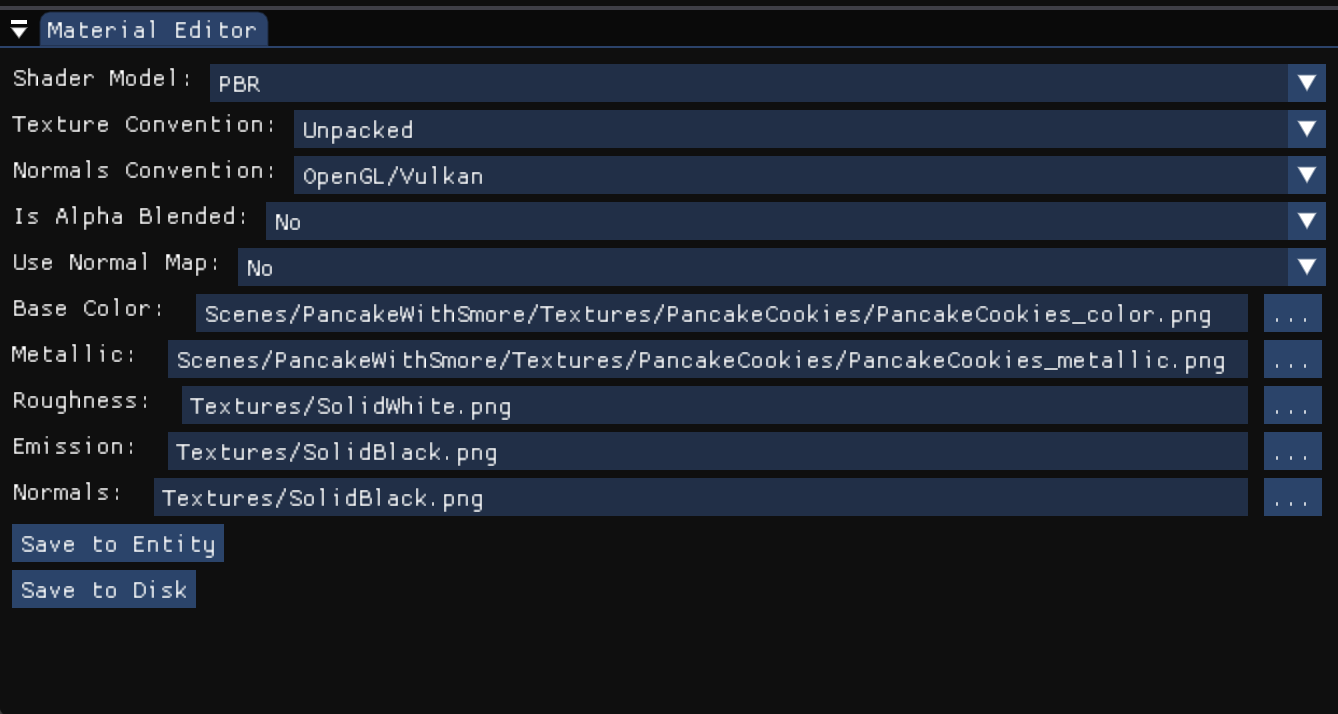 Material Editor
Shader Model: PBR
Texture Convention: Unpacked
Normals Convention: OpenGL/Vulkan
Is Alpha Blended: No
Use Normal Map: No
Base Color: Scenes/PancakeWithSmore/Textures/PancakeCookies/PancakeCookies_color.png ...
Metallic: Scenes/PancakeWithSmore/Textures/PancakeCookies/PancakeCookies_metallic.png ...
Roughness: Textures/SolidWhite.png ...
Emission: Textures/SolidBlack.png ...
Normals: Textures/SolidBlack.png ...
Save to Entity
Save to Disk